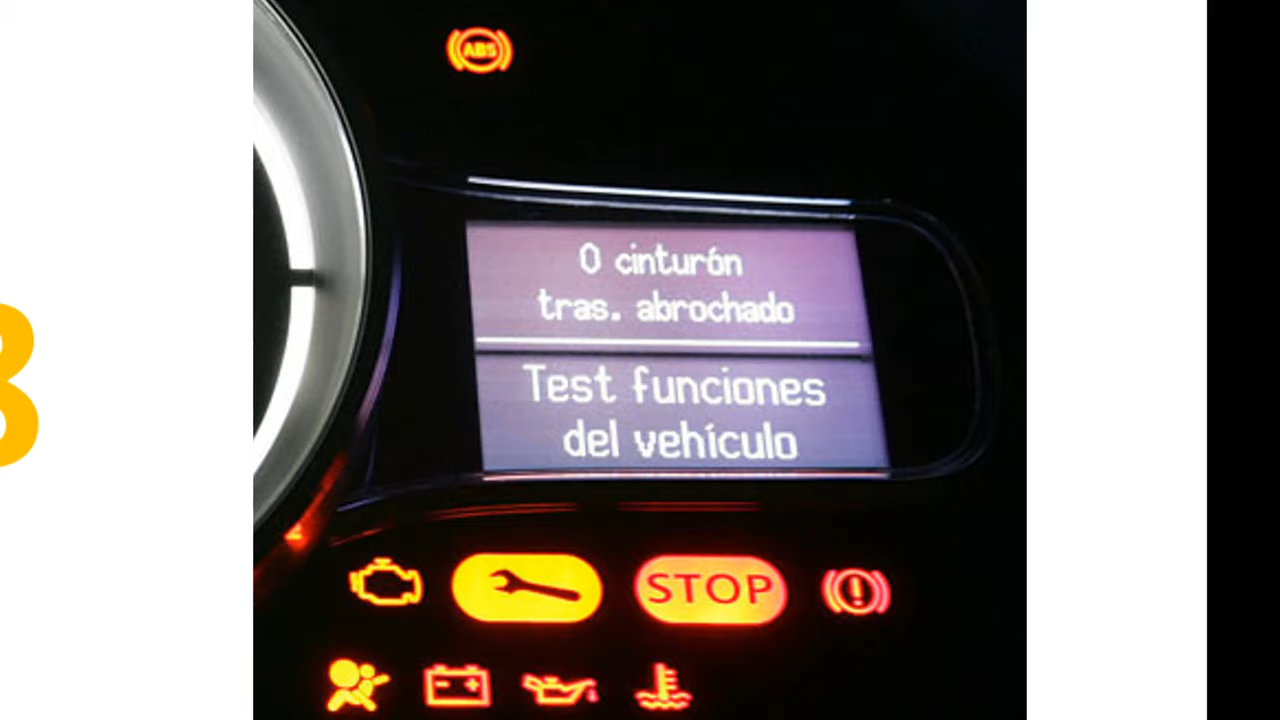 ABS
0 cinturón
tras. abrochado
Test funciones
del vehículo
STOP